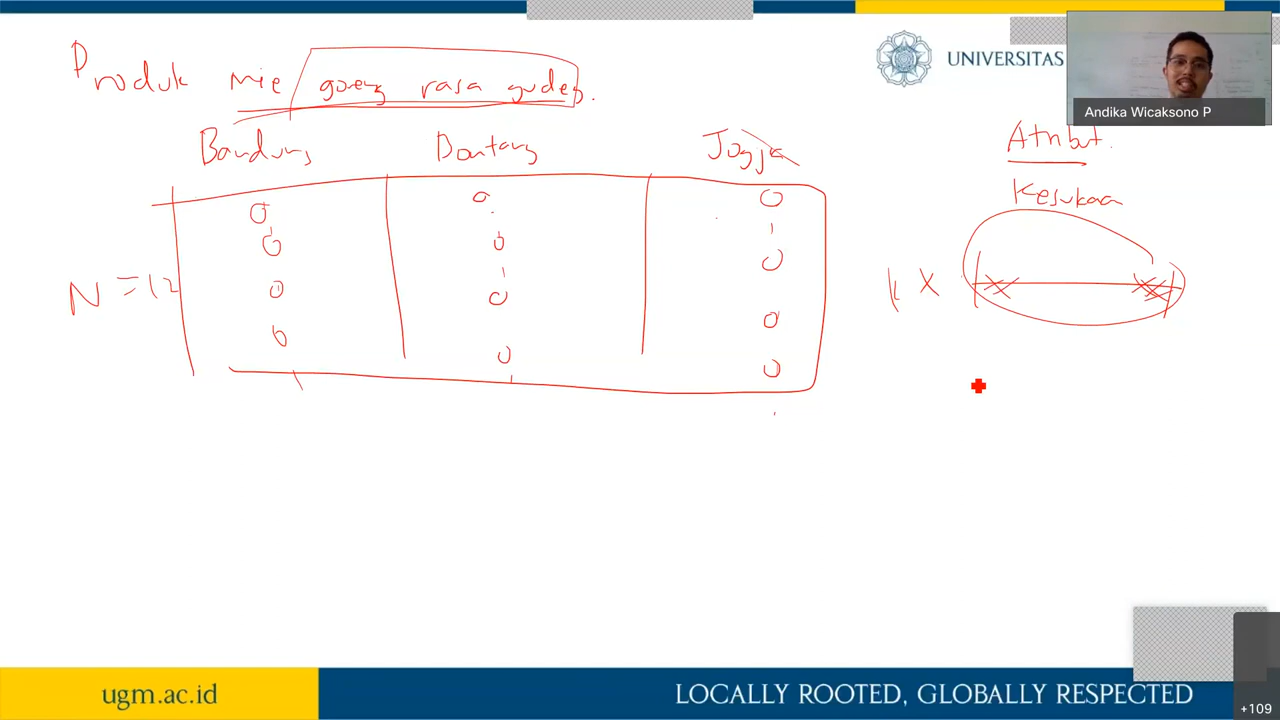 UNIVERSITAS
Andika Wicaksono P
Produk mie goreng rasa gudeg.
Bandung Bontang Jogja
Atribut.
Kesukaan
N = 12
ugm.ac.id
LOCALLY ROOTED, GLOBALLY RESPECTED
+109